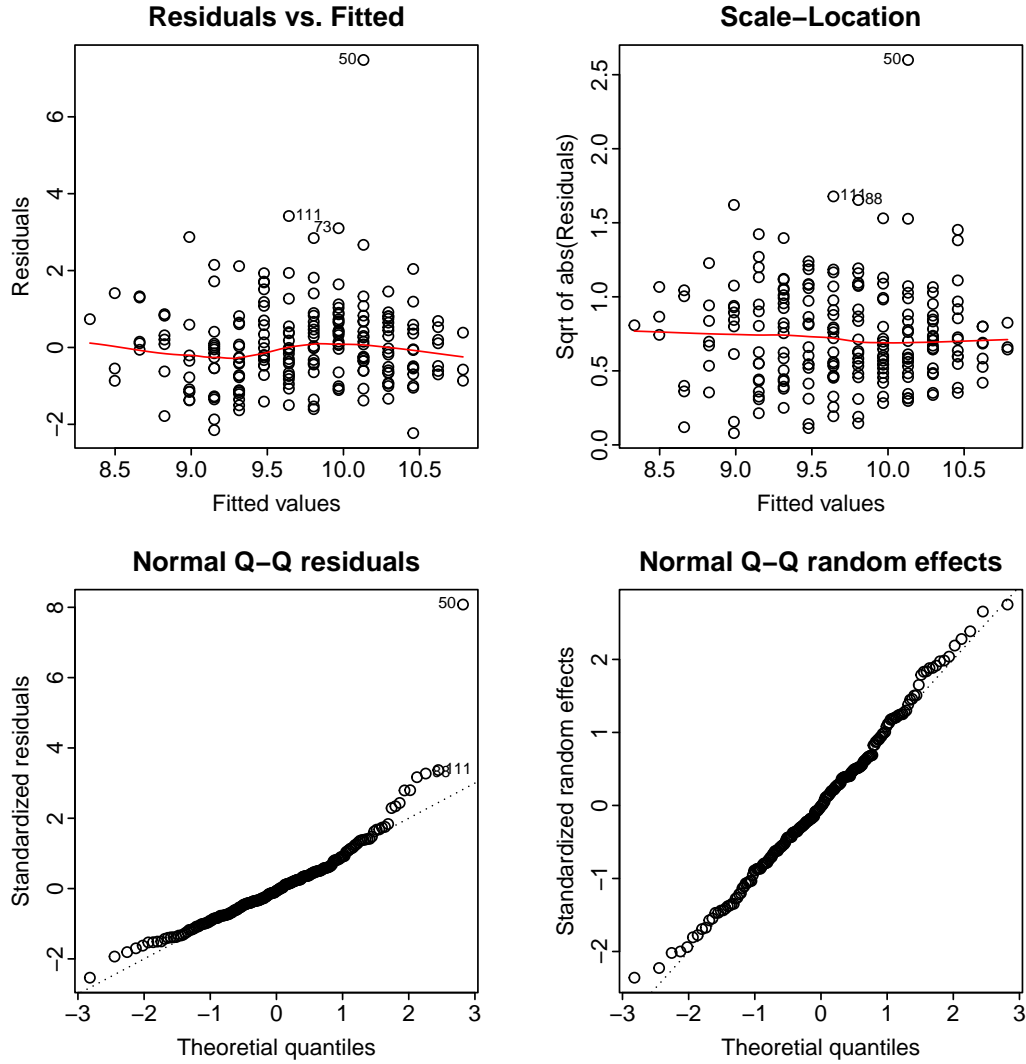 Residuals vs. Fitted
Residuals
−2 0 2 4 6
50
111
73
8.5 9.0 9.5 10.0 10.5
Fitted values
Scale−Location
Sqrt of abs(Residuals)
0.0 0.5 1.0 1.5 2.0 2.5
50
111
88
8.5 9.0 9.5 10.0 10.5
Fitted values
Normal Q−Q residuals
Standardized residuals
−2 0 2 4 6 8
50
111
−3 −2 −1 0 1 2 3
Theoretial quantiles
Normal Q−Q random effects
Standardized random effects
−2 −1 0 1 2
−3 −2 −1 0 1 2 3
Theoretial quantiles